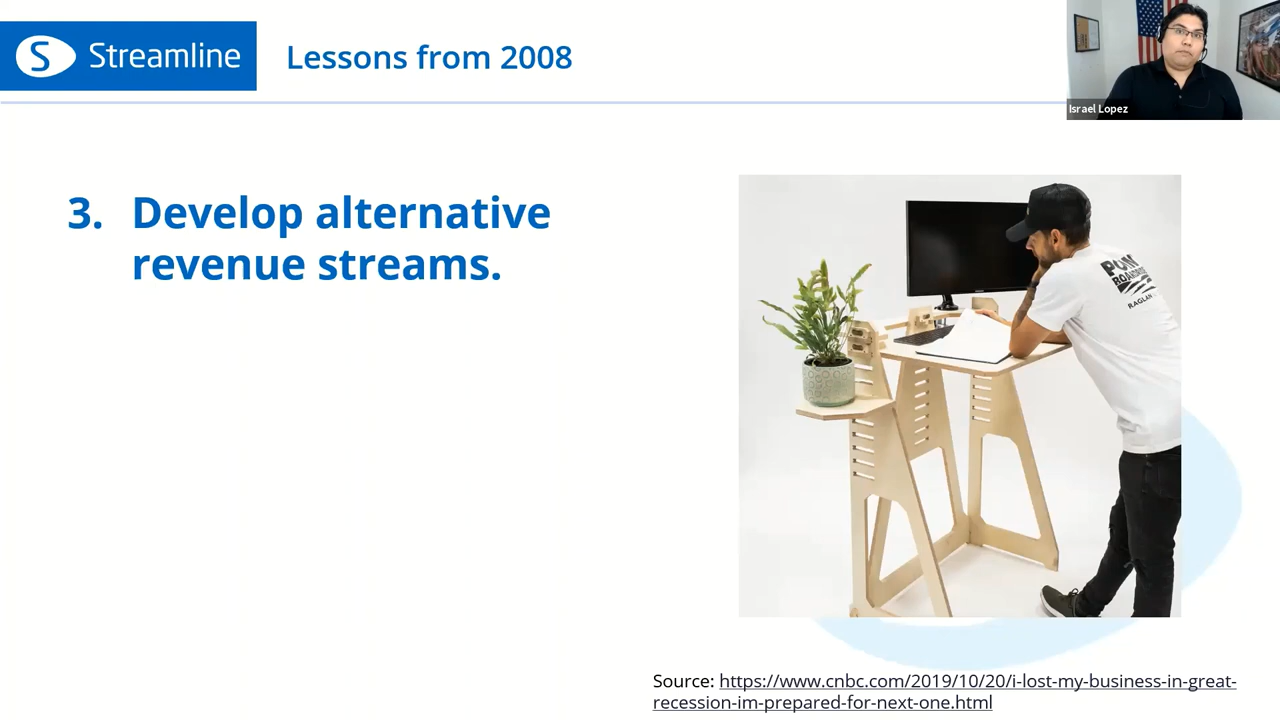 S Streamline
Lessons from 2008
Israel Lopez
3. Develop alternative
revenue streams.
RAGLAN
Source: https://www.cnbc.com/2019/10/20/i-lost-my-business-in-great-
recession-im-prepared-for-next-one.html